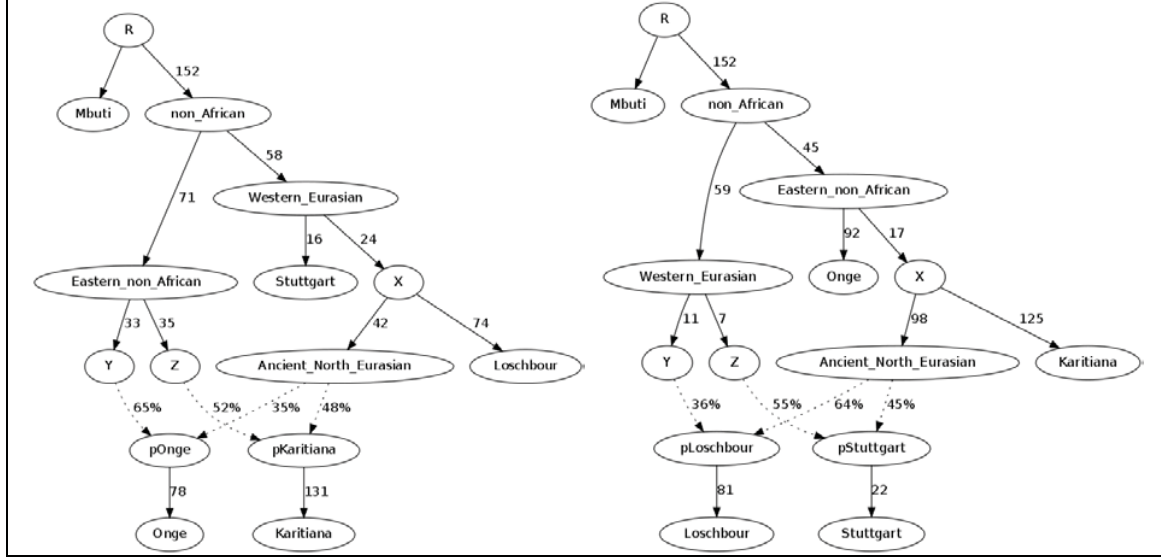 R
152
Mbuti
non_African
58
71
Western_Eurasian
16
24
Eastern_non_African
Stuttgart
X
33
35
42
74
Y
Z
Ancient_North_Eurasian
Loschbour
65%
52%
35%
48%
pOnge
pKaritiana
78
131
Onge
Karitiana
R
152
Mbuti
non_African
45
59
Eastern_non_African
92
17
Western_Eurasian
Onge
X
11
7
98
125
Y
Z
Ancient_North_Eurasian
Karitiana
36%
55%
64%
45%
pLoschbour
pStuttgart
81
22
Loschbour
Stuttgart